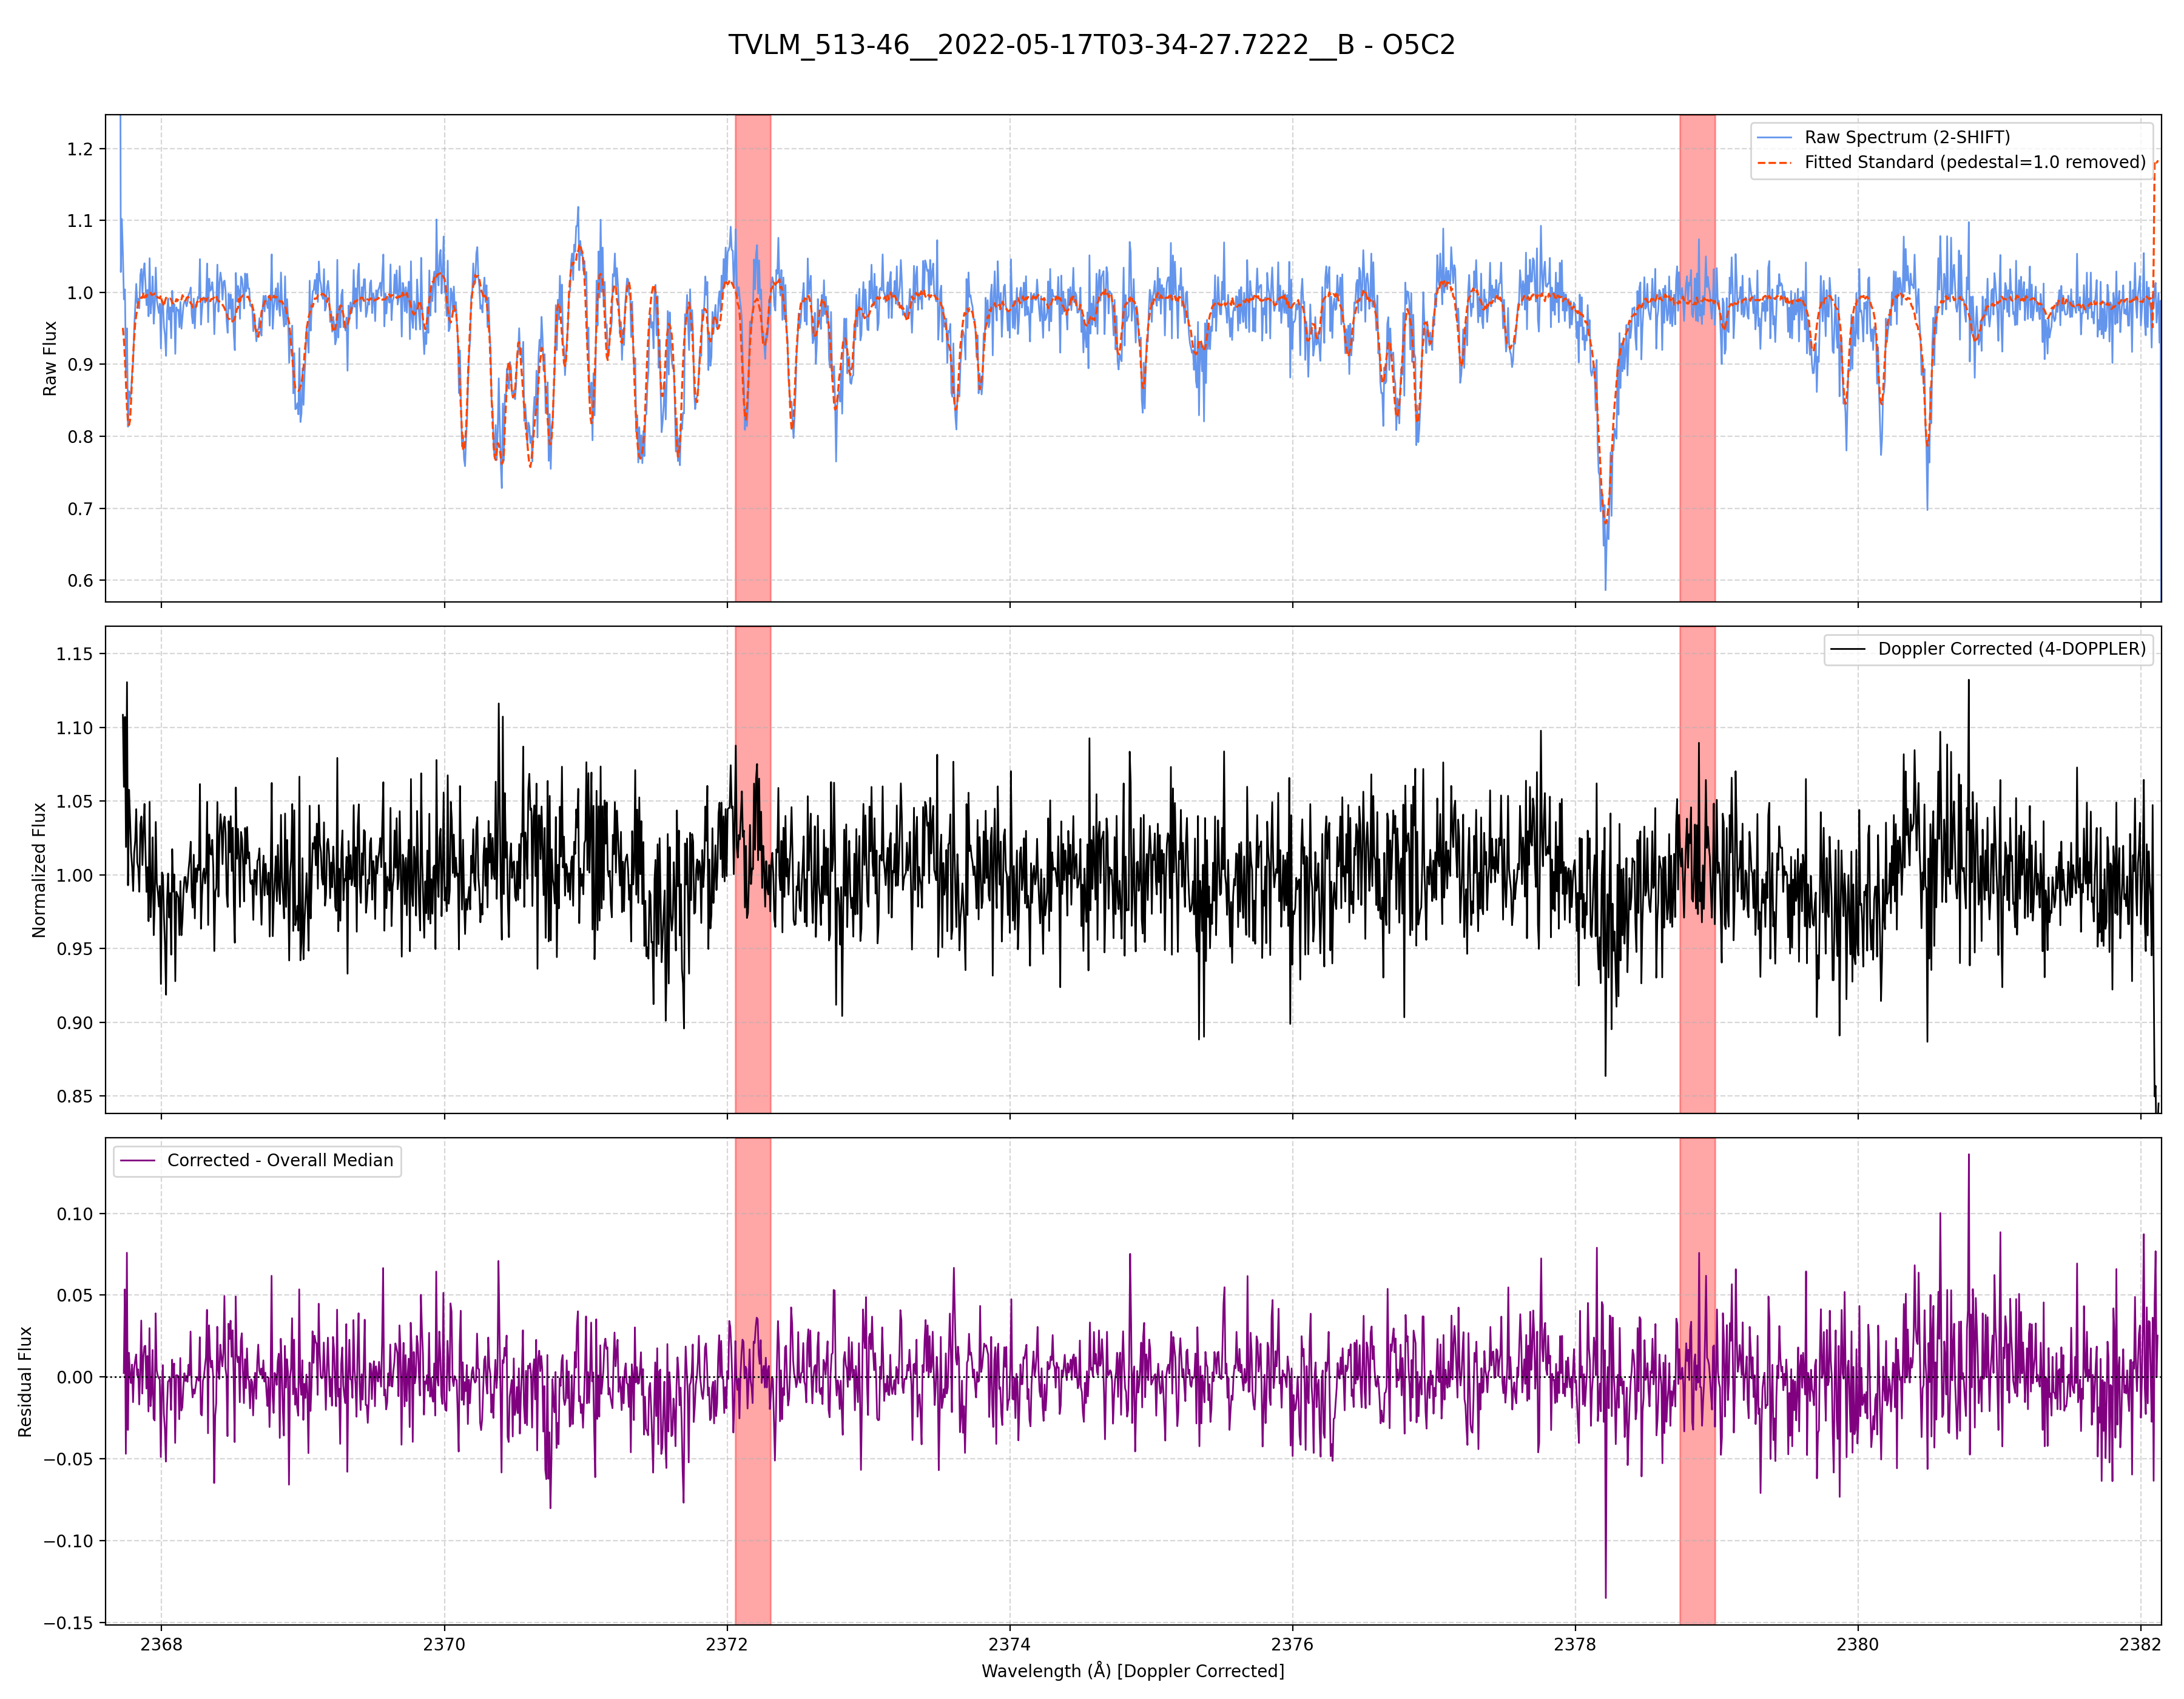 TVLM_513-46__2022-05-17T03-34-27.7222__B - O5C2
Raw Spectrum (2-SHIFT)
Fitted Standard (pedestal=1.0 removed)
1.2
1.1
1.0
0.9
0.8
0.7
0.6
Raw Flux
Doppler Corrected (4-DOPPLER)
1.15
1.10
1.05
1.00
0.95
0.90
0.85
Normalized Flux
Corrected - Overall Median
0.10
0.05
0.00
−0.05
−0.10
−0.15
Residual Flux
2368 2370 2372 2374 2376 2378 2380 2382
Wavelength (Å) [Doppler Corrected]